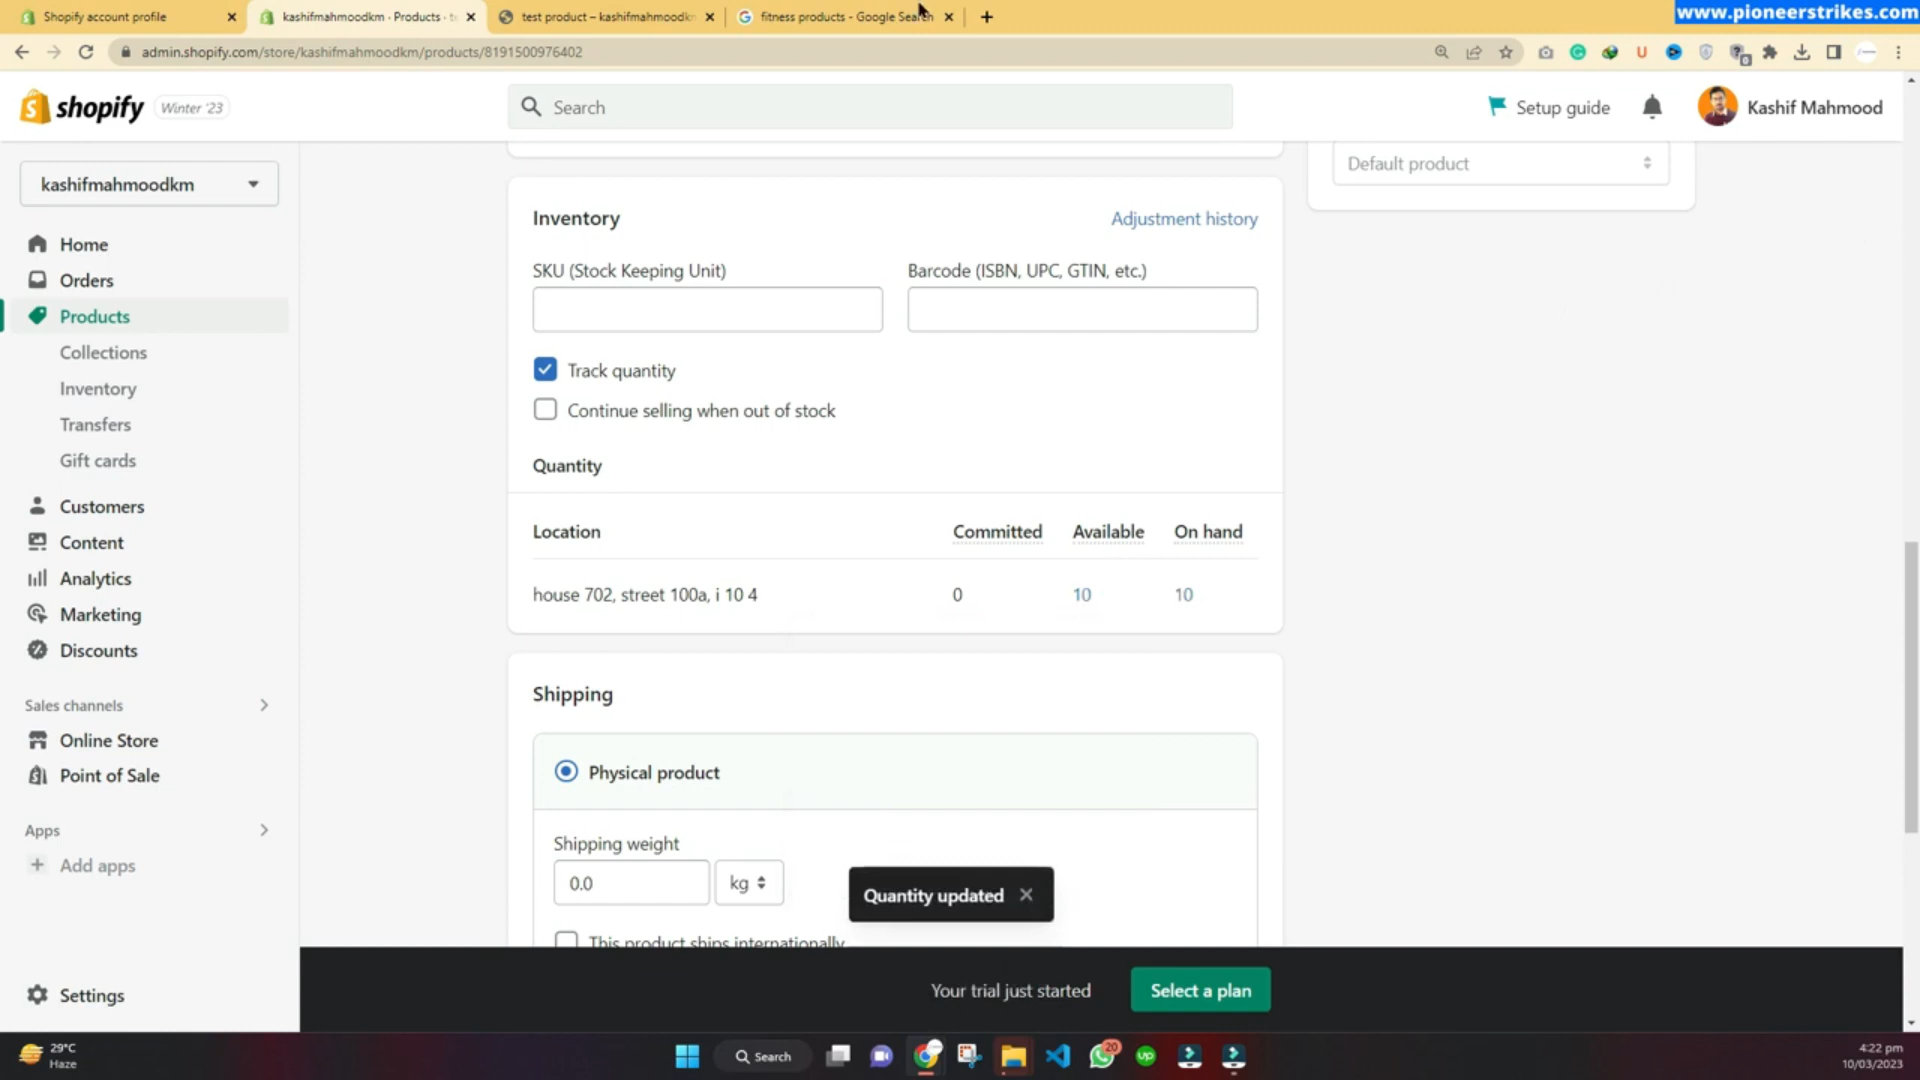 Shopify account profile
kashifmahmoodkm · Products · te
test product – kashifmahmoodkm
fitness products - Google Search
www.pioneerstrikes.com
admin.shopify.com/store/kashifmahmoodkm/products/8191500976402
shopify
Winter '23
Search
Setup guide
Kashif Mahmood
kashifmahmoodkm
Home
Orders
Products
Collections
Inventory
Transfers
Gift cards
Customers
Content
Analytics
Marketing
Discounts
Sales channels
Online Store
Point of Sale
Apps
Add apps
Settings
Default product
Inventory
Adjustment history
SKU (Stock Keeping Unit)
Barcode (ISBN, UPC, GTIN, etc.)
Track quantity
Continue selling when out of stock
Quantity
Location Committed Available On hand
house 702, street 100a, i 10 4 0 10 10
Shipping
Physical product
Shipping weight
0.0 kg
Quantity updated
This product ships internationally
Your trial just started
Select a plan
29°C
Haze
Search
20
up
4:22 pm
10/03/2023